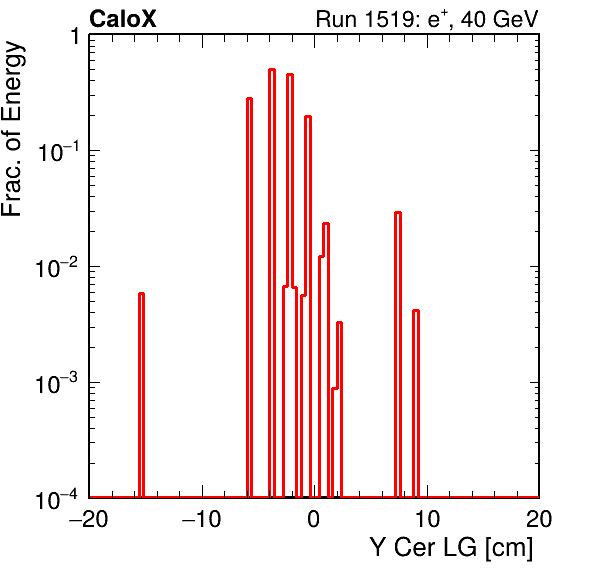 CaloX Run 1519: e⁺, 40 GeV
Frac. of Energy
1
10⁻¹
10⁻²
10⁻³
10⁻⁴
−20 −10 0 10 20
Y Cer LG [cm]